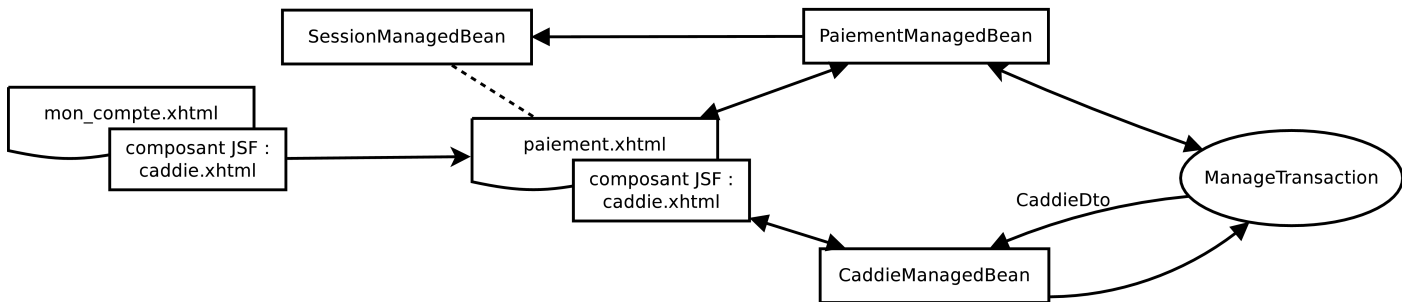 SessionManagedBean
PaiementManagedBean
mon_compte.xhtml
composant JSF :
caddie.xhtml
paiement.xhtml
composant JSF :
caddie.xhtml
ManageTransaction
CaddieDto
CaddieManagedBean